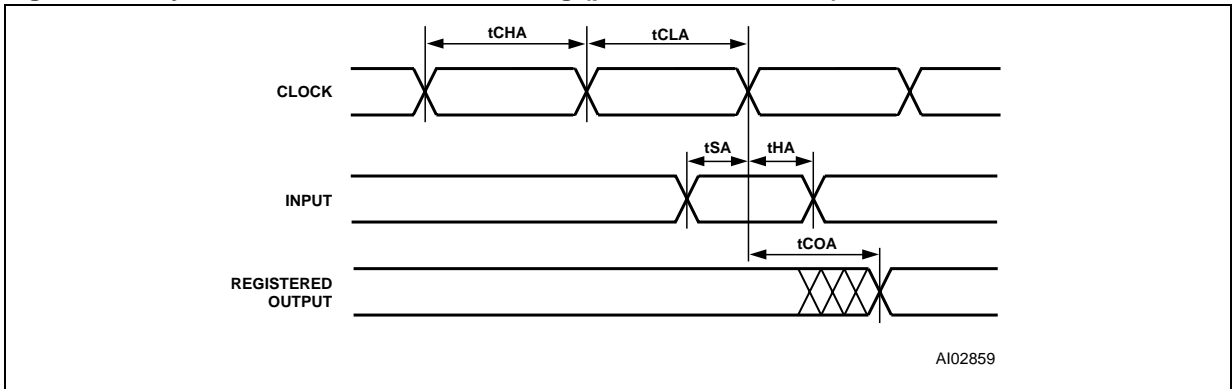 tCHA tCLA
CLOCK
tSA tHA
INPUT
tCOA
REGISTERED
OUTPUT
AI02859